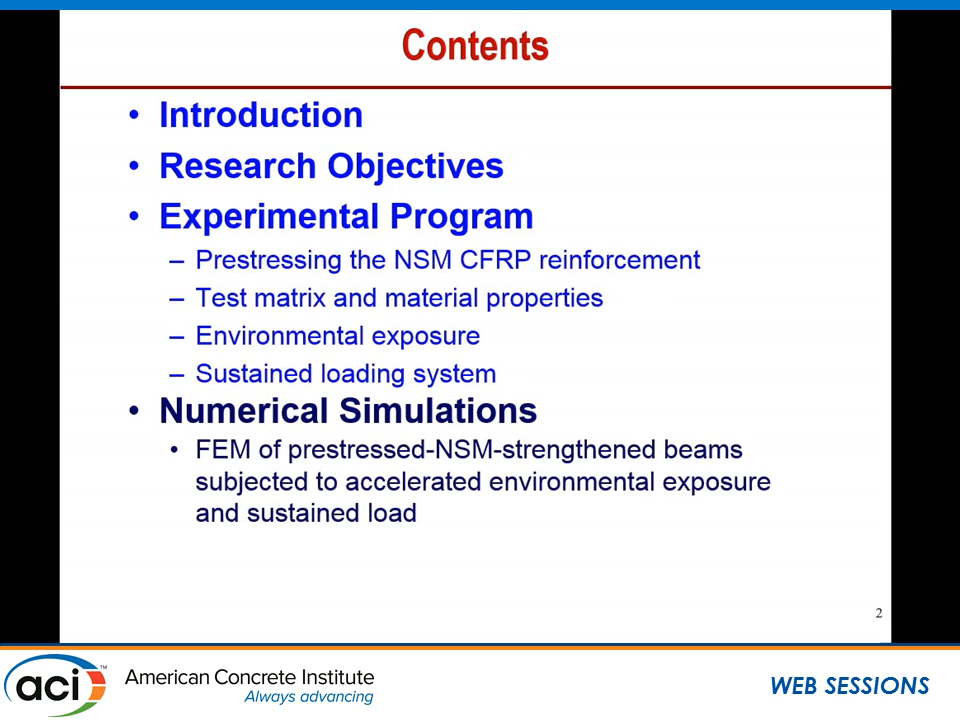 Contents
• Introduction
• Research Objectives
• Experimental Program
– Prestressing the NSM CFRP reinforcement
– Test matrix and material properties
– Environmental exposure
– Sustained loading system
• Numerical Simulations
• FEM of prestressed-NSM-strengthened beams
subjected to accelerated environmental exposure
and sustained load
2
aci™
American Concrete Institute
Always advancing
WEB SESSIONS